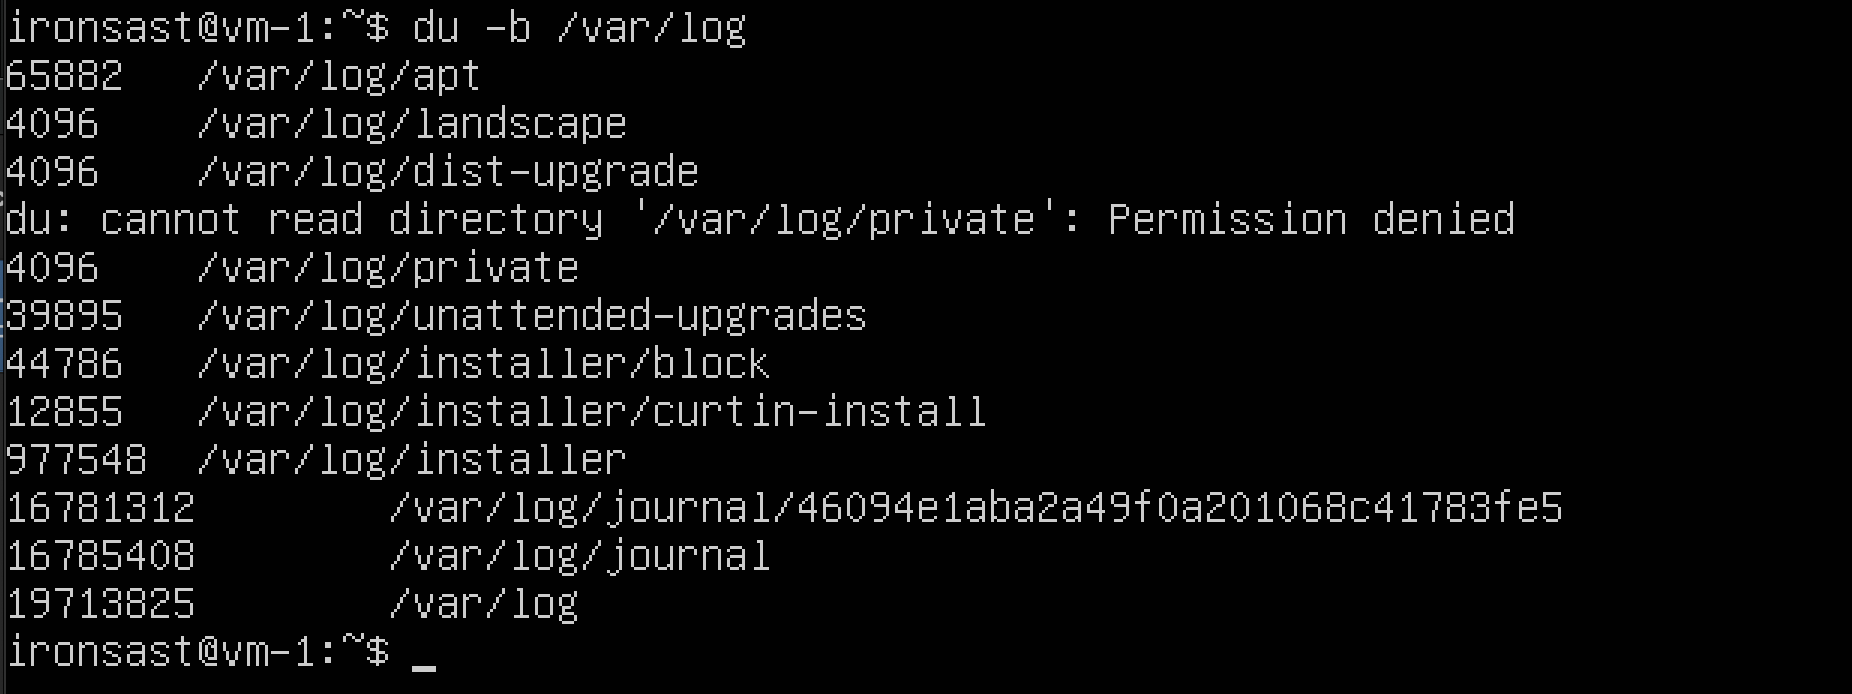 ironsast@vm-1:~$ du -b /var/log
65882   /var/log/apt
4096    /var/log/landscape
4096    /var/log/dist-upgrade
du: cannot read directory '/var/log/private': Permission denied
4096    /var/log/private
39895   /var/log/unattended-upgrades
44786   /var/log/installer/block
12855   /var/log/installer/curtin-install
977548  /var/log/installer
16781312        /var/log/journal/46094e1aba2a49f0a201068c41783fe5
16785408        /var/log/journal
19713825        /var/log
ironsast@vm-1:~$ _